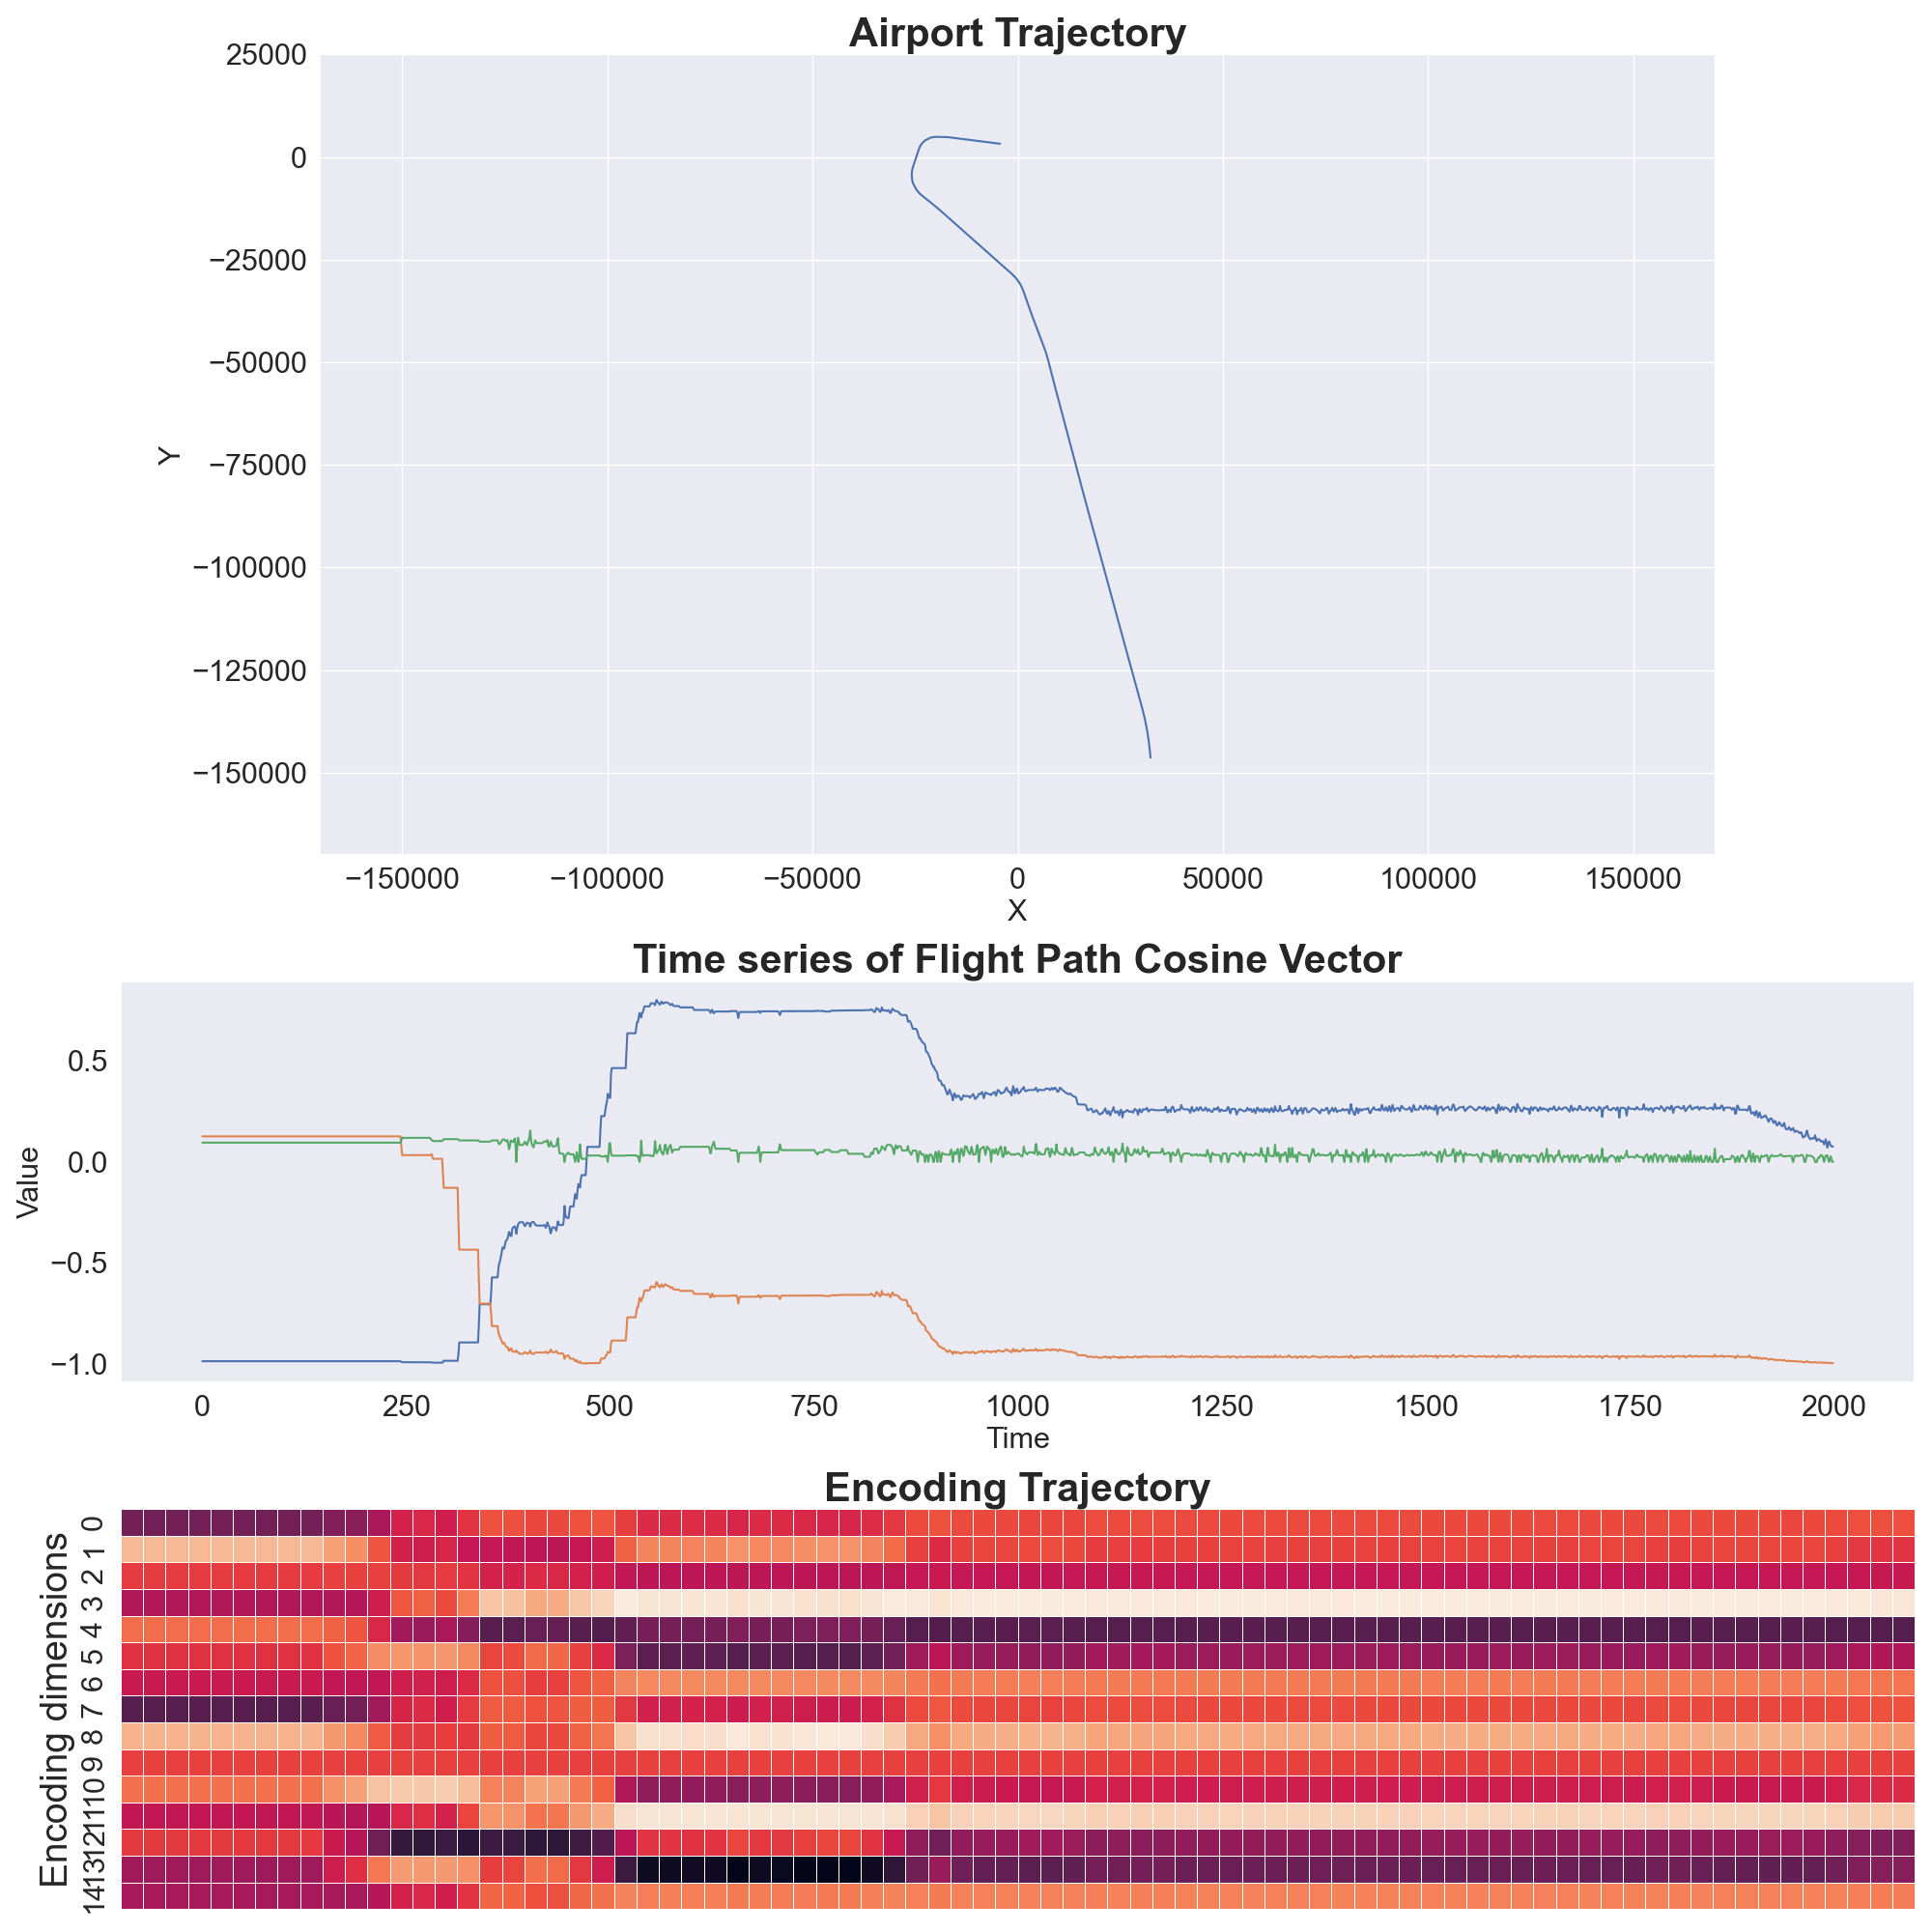 Airport Trajectory
25000
0
−25000
−50000
−75000
−100000
−125000
−150000
Y
−150000 −100000 −50000 0 50000 100000 150000
X
Time series of Flight Path Cosine Vector
0.5
0.0
−0.5
−1.0
Value
0 250 500 750 1000 1250 1500 1750 2000
Time
Encoding Trajectory
Encoding dimensions
0
1
2
3
4
5
6
7
8
9
10
11
12
13
14